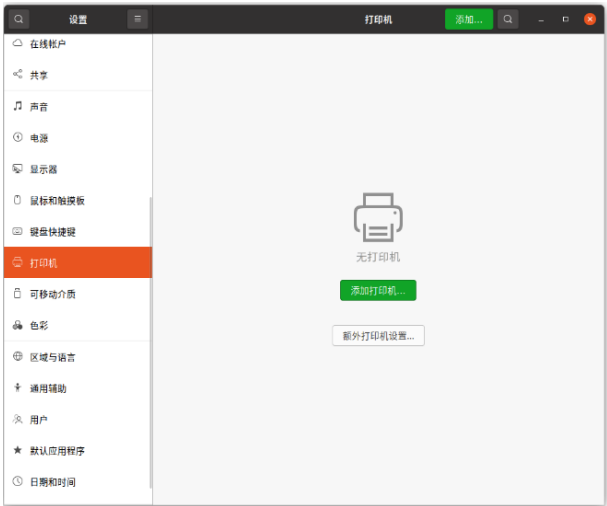 设置
打印机
添加...
在线帐户
共享
声音
电源
显示器
鼠标和触摸板
键盘快捷键
打印机
可移动介质
色彩
区域与语言
通用辅助
用户
默认应用程序
日期和时间
无打印机
添加打印机...
额外打印机设置...